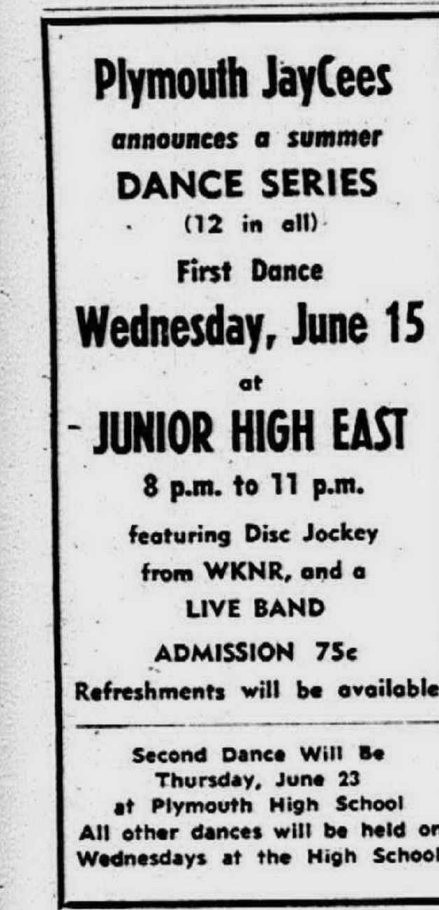 Plymouth JayCees
announces a summer
DANCE SERIES
(12 in all)
First Dance
Wednesday, June 15
at
JUNIOR HIGH EAST
8 p.m. to 11 p.m.
featuring Disc Jockey
from WKNR, and a
LIVE BAND
ADMISSION 75c
Refreshments will be available
Second Dance Will Be
Thursday, June 23
at Plymouth High School
All other dances will be held on
Wednesdays at the High School